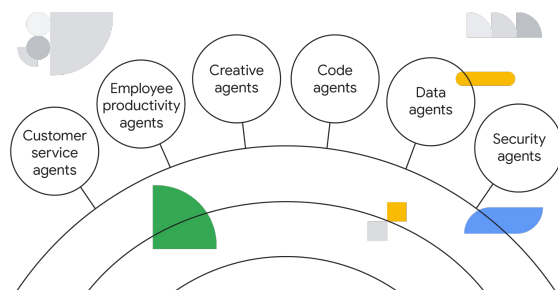 Customer
service
agents
Employee
productivity
agents
Creative
agents
Code
agents
Data
agents
Security
agents